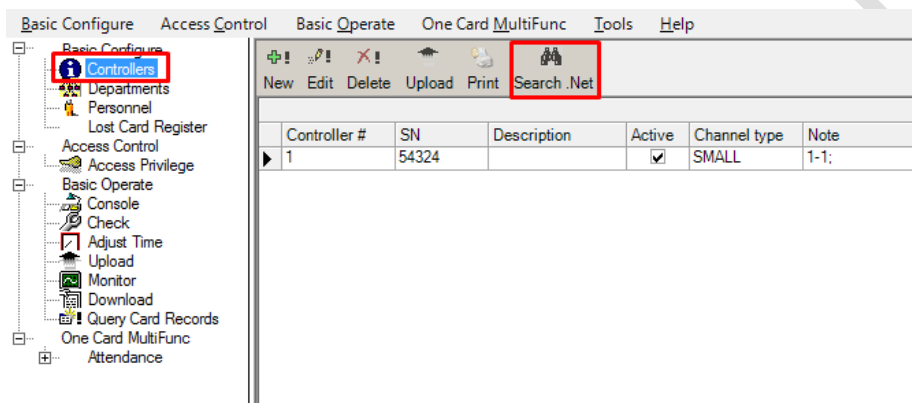 Basic Configure Access Control Basic Operate One Card MultiFunc Tools Help
Basic Configure
Controllers
Departments
Personnel
Lost Card Register
Access Control
Access Privilege
Basic Operate
Console
Check
Adjust Time
Upload
Monitor
Download
Query Card Records
One Card MultiFunc
Attendance
New Edit Delete Upload Print Search .Net
Controller # SN Description Active Channel type Note
1 54324 SMALL 1-1;